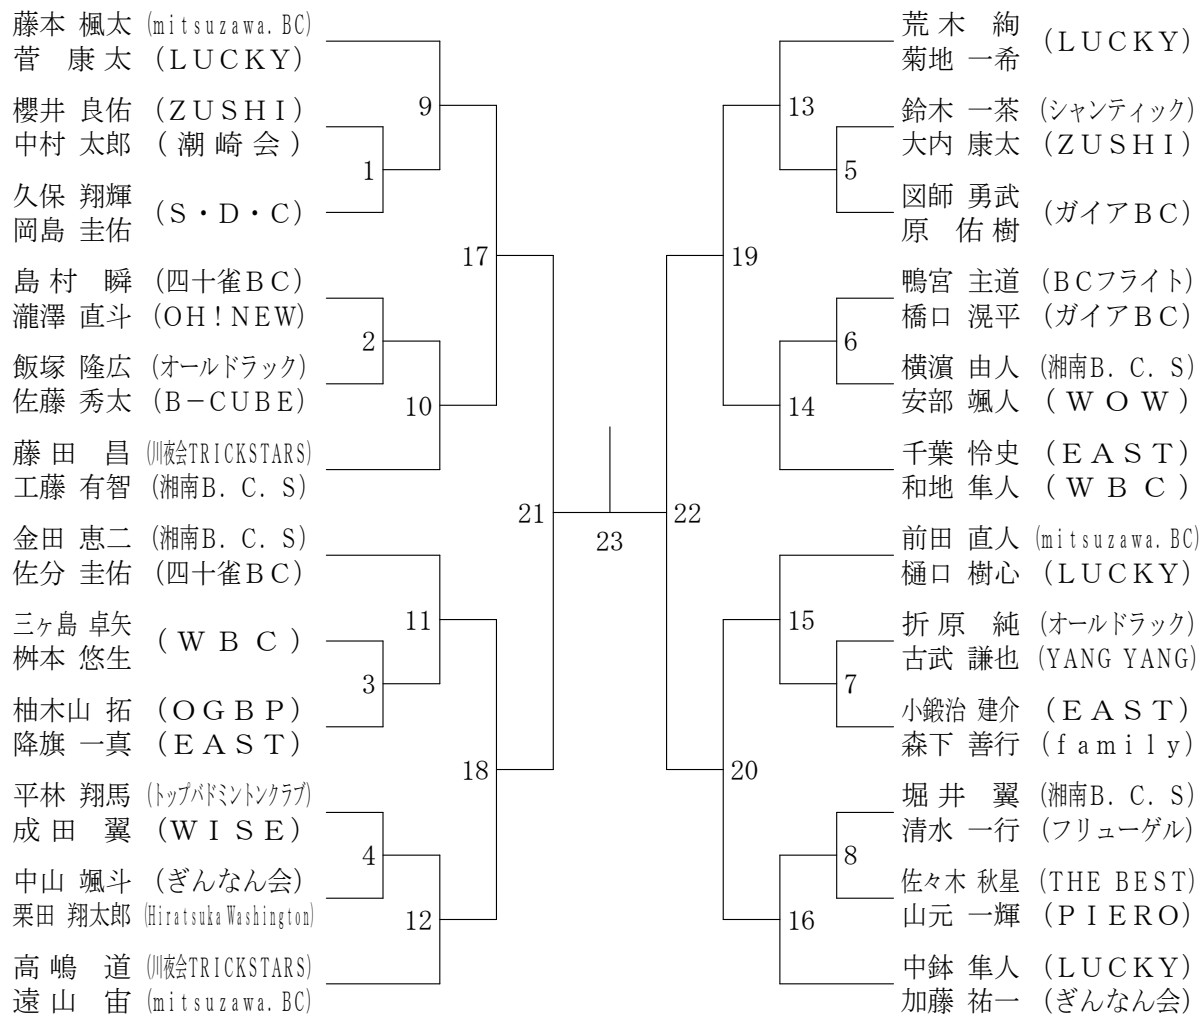 藤本 楓太 (mitsuzawa.BC)
菅 康太 (LUCKY)
櫻井 良佑 (ZUSHI)
中村 太郎 (潮崎会)
久保 翔輝
岡島 圭佑
(S・D・C)
島村 瞬 (四十雀BC)
瀧澤 直斗 (OH!NEW)
飯塚 隆広 (オールドラック)
佐藤 秀太 (B−CUBE)
藤田 昌 (川夜会TRICKSTARS)
工藤 有智 (湘南B.C.S)
金田 恵二 (湘南B.C.S)
佐分 圭佑 (四十雀BC)
三ヶ島 卓矢
桝本 悠生
(WBC)
柚木山 拓 (OGBP)
降旗 一真 (EAST)
平林 翔馬 (トップバドミントンクラブ)
成田 翼 (WISE)
中山 颯斗 (ぎんなん会)
栗田 翔太郎 (Hiratsuka Washington)
高嶋 道 (川夜会TRICKSTARS)
遠山 宙 (mitsuzawa.BC)
9
1
17
2
10
21
11
3
18
4
12
23
13
5
19
6
14
22
15
7
20
8
16
荒木 絢
菊地 一希
(LUCKY)
鈴木 一茶 (シャンティック)
大内 康太 (ZUSHI)
図師 勇武
原 佑樹
(ガイアBC)
鴨宮 主道 (BCフライト)
橋口 滉平 (ガイアBC)
横濵 由人 (湘南B.C.S)
安部 颯人 (WOW)
千葉 怜史 (EAST)
和地 隼人 (WBC)
前田 直人 (mitsuzawa.BC)
樋口 樹心 (LUCKY)
折原 純 (オールドラック)
古武 謙也 (YANG YANG)
小鍛治 建介 (EAST)
森下 善行 (family)
堀井 翼 (湘南B.C.S)
清水 一行 (フリューゲル)
佐々木 秋星 (THE BEST)
山元 一輝 (PIERO)
中鉢 隼人 (LUCKY)
加藤 祐一 (ぎんなん会)